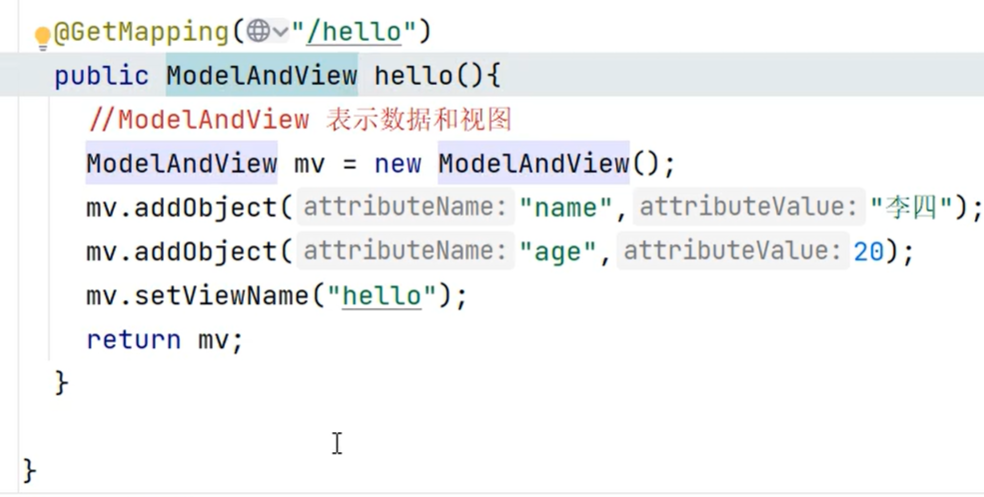 @GetMapping("/hello")
public ModelAndView hello(){
//ModelAndView 表示数据和视图
ModelAndView mv = new ModelAndView();
mv.addObject( attributeName: "name", attributeValue: "李四");
mv.addObject( attributeName: "age", attributeValue: 20);
mv.setViewName("hello");
return mv;
}
}